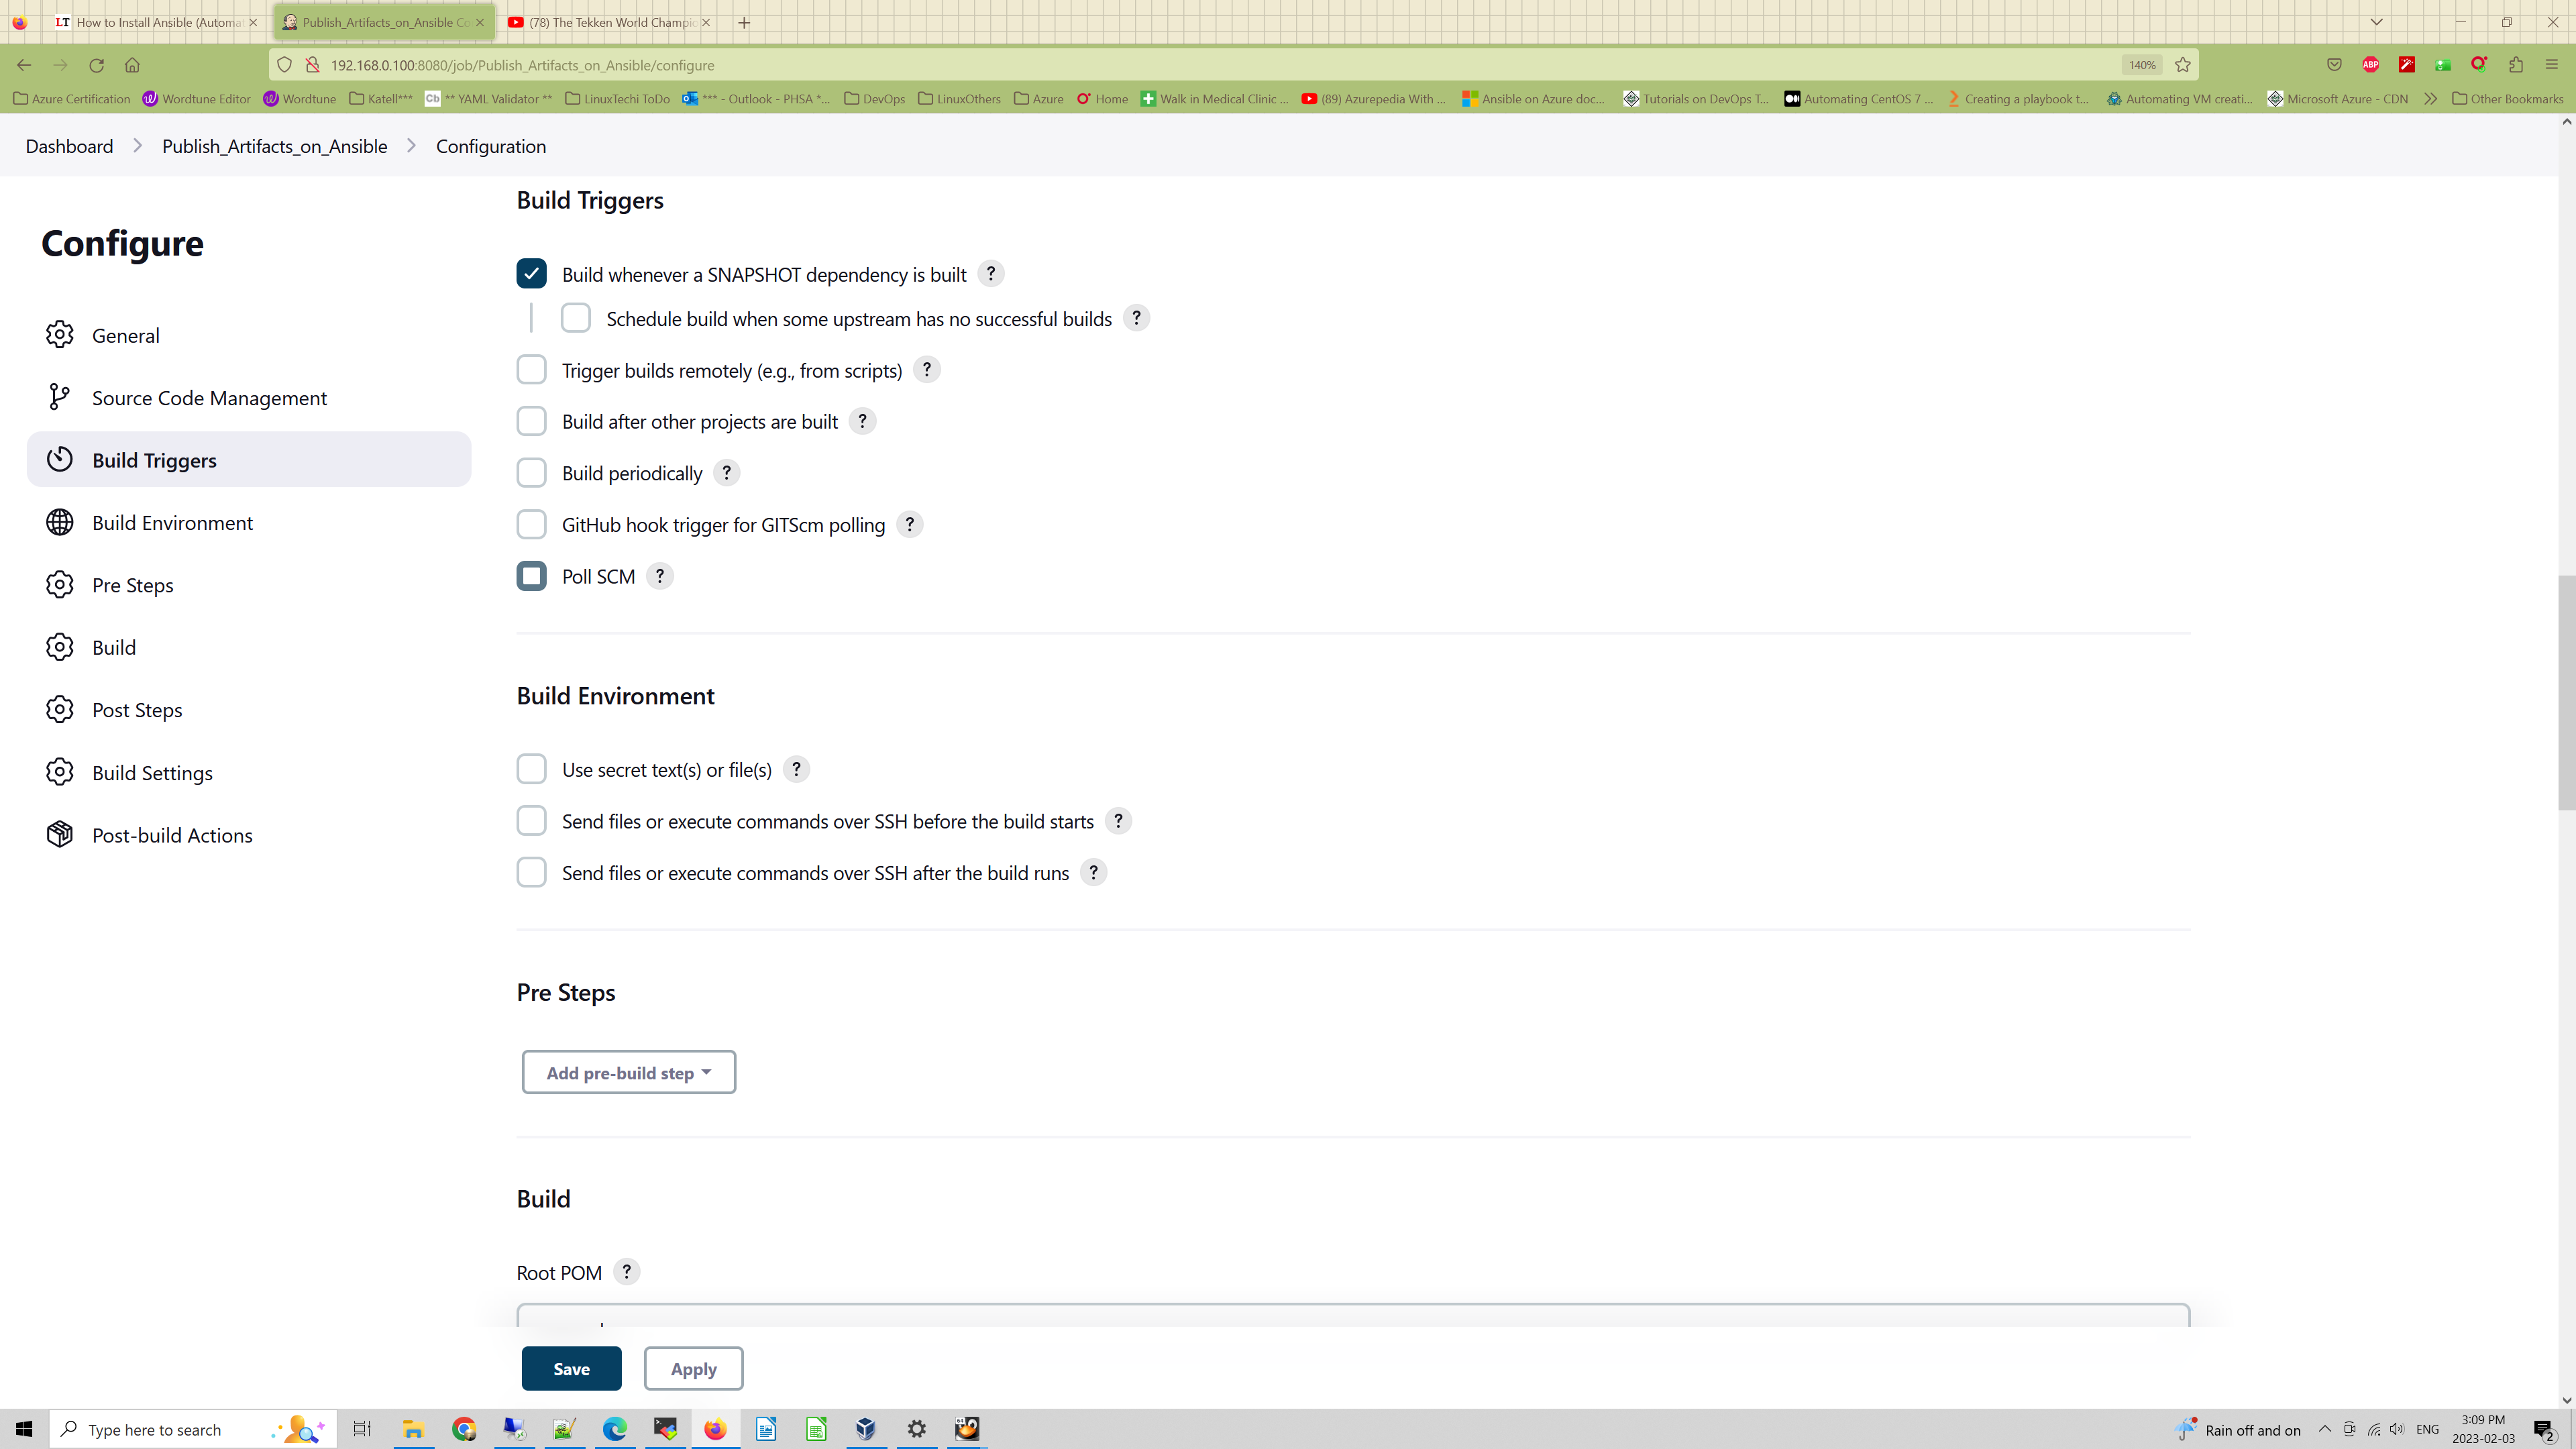 How to Install Ansible (Automat
Publish_Artifacts_on_Ansible Co
(78) The Tekken World Champio
192.168.0.100:8080/job/Publish_Artifacts_on_Ansible/configure
140%
Azure Certification
Wordtune Editor
Wordtune
Katell***
** YAML Validator **
LinuxTechi ToDo
*** - Outlook - PHSA *...
DevOps
LinuxOthers
Azure
Home
Walk in Medical Clinic ...
(89) Azurepedia With ...
Ansible on Azure doc...
Tutorials on DevOps T...
Automating CentOS 7 ...
Creating a playbook t...
Automating VM creati...
Microsoft Azure - CDN
Other Bookmarks
Dashboard
Publish_Artifacts_on_Ansible
Configuration
Configure
General
Source Code Management
Build Triggers
Build Environment
Pre Steps
Build
Post Steps
Build Settings
Post-build Actions
Build Triggers
Build whenever a SNAPSHOT dependency is built ?
Schedule build when some upstream has no successful builds ?
Trigger builds remotely (e.g., from scripts) ?
Build after other projects are built ?
Build periodically ?
GitHub hook trigger for GITScm polling ?
Poll SCM ?
Build Environment
Use secret text(s) or file(s) ?
Send files or execute commands over SSH before the build starts ?
Send files or execute commands over SSH after the build runs ?
Pre Steps
Add pre-build step
Build
Root POM ?
Save
Apply
Type here to search
Rain off and on
ENG
3:09 PM
2023-02-03
2